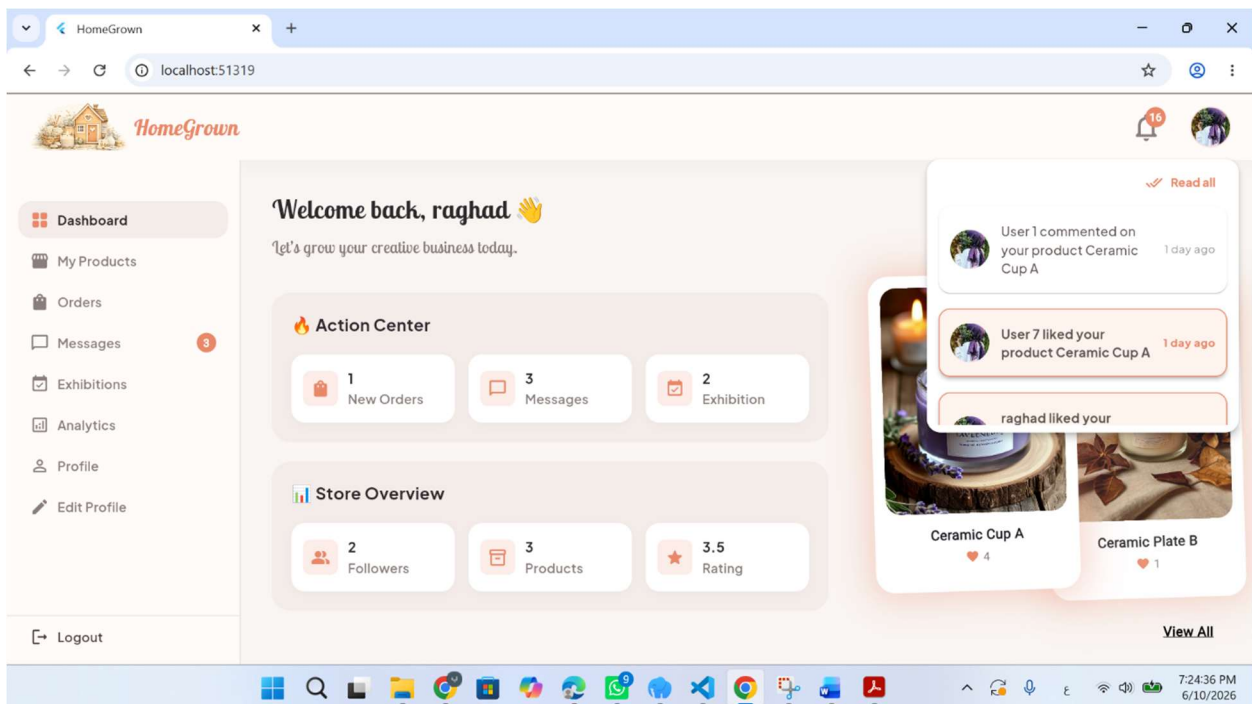 HomeGrown
localhost:51319
HomeGrown
16
Read all
Dashboard
My Products
Orders
Messages
3
Exhibitions
Analytics
Profile
Edit Profile
Logout
Welcome back, raghad 👋
Let's grow your creative business today.
🔥 Action Center
1
New Orders
3
Messages
2
Exhibition
📊 Store Overview
2
Followers
3
Products
3.5
Rating
User 1 commented on
your product Ceramic
Cup A
1 day ago
User 7 liked your
product Ceramic Cup A
1 day ago
raghad liked your
Ceramic Cup A
4
Ceramic Plate B
1
View All
9
ع
7:24:36 PM
6/10/2026